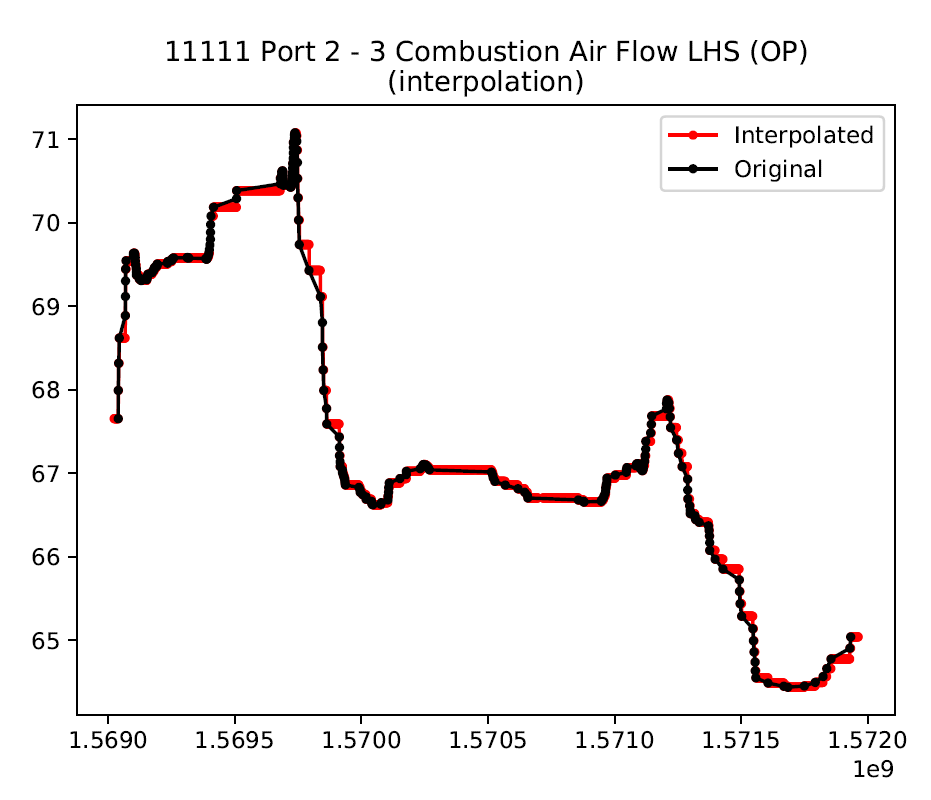 11111 Port 2 - 3 Combustion Air Flow LHS (OP)
(interpolation)
Interpolated
Original
71
70
69
68
67
66
65
1.5690 1.5695 1.5700 1.5705 1.5710 1.5715 1.5720
1e9